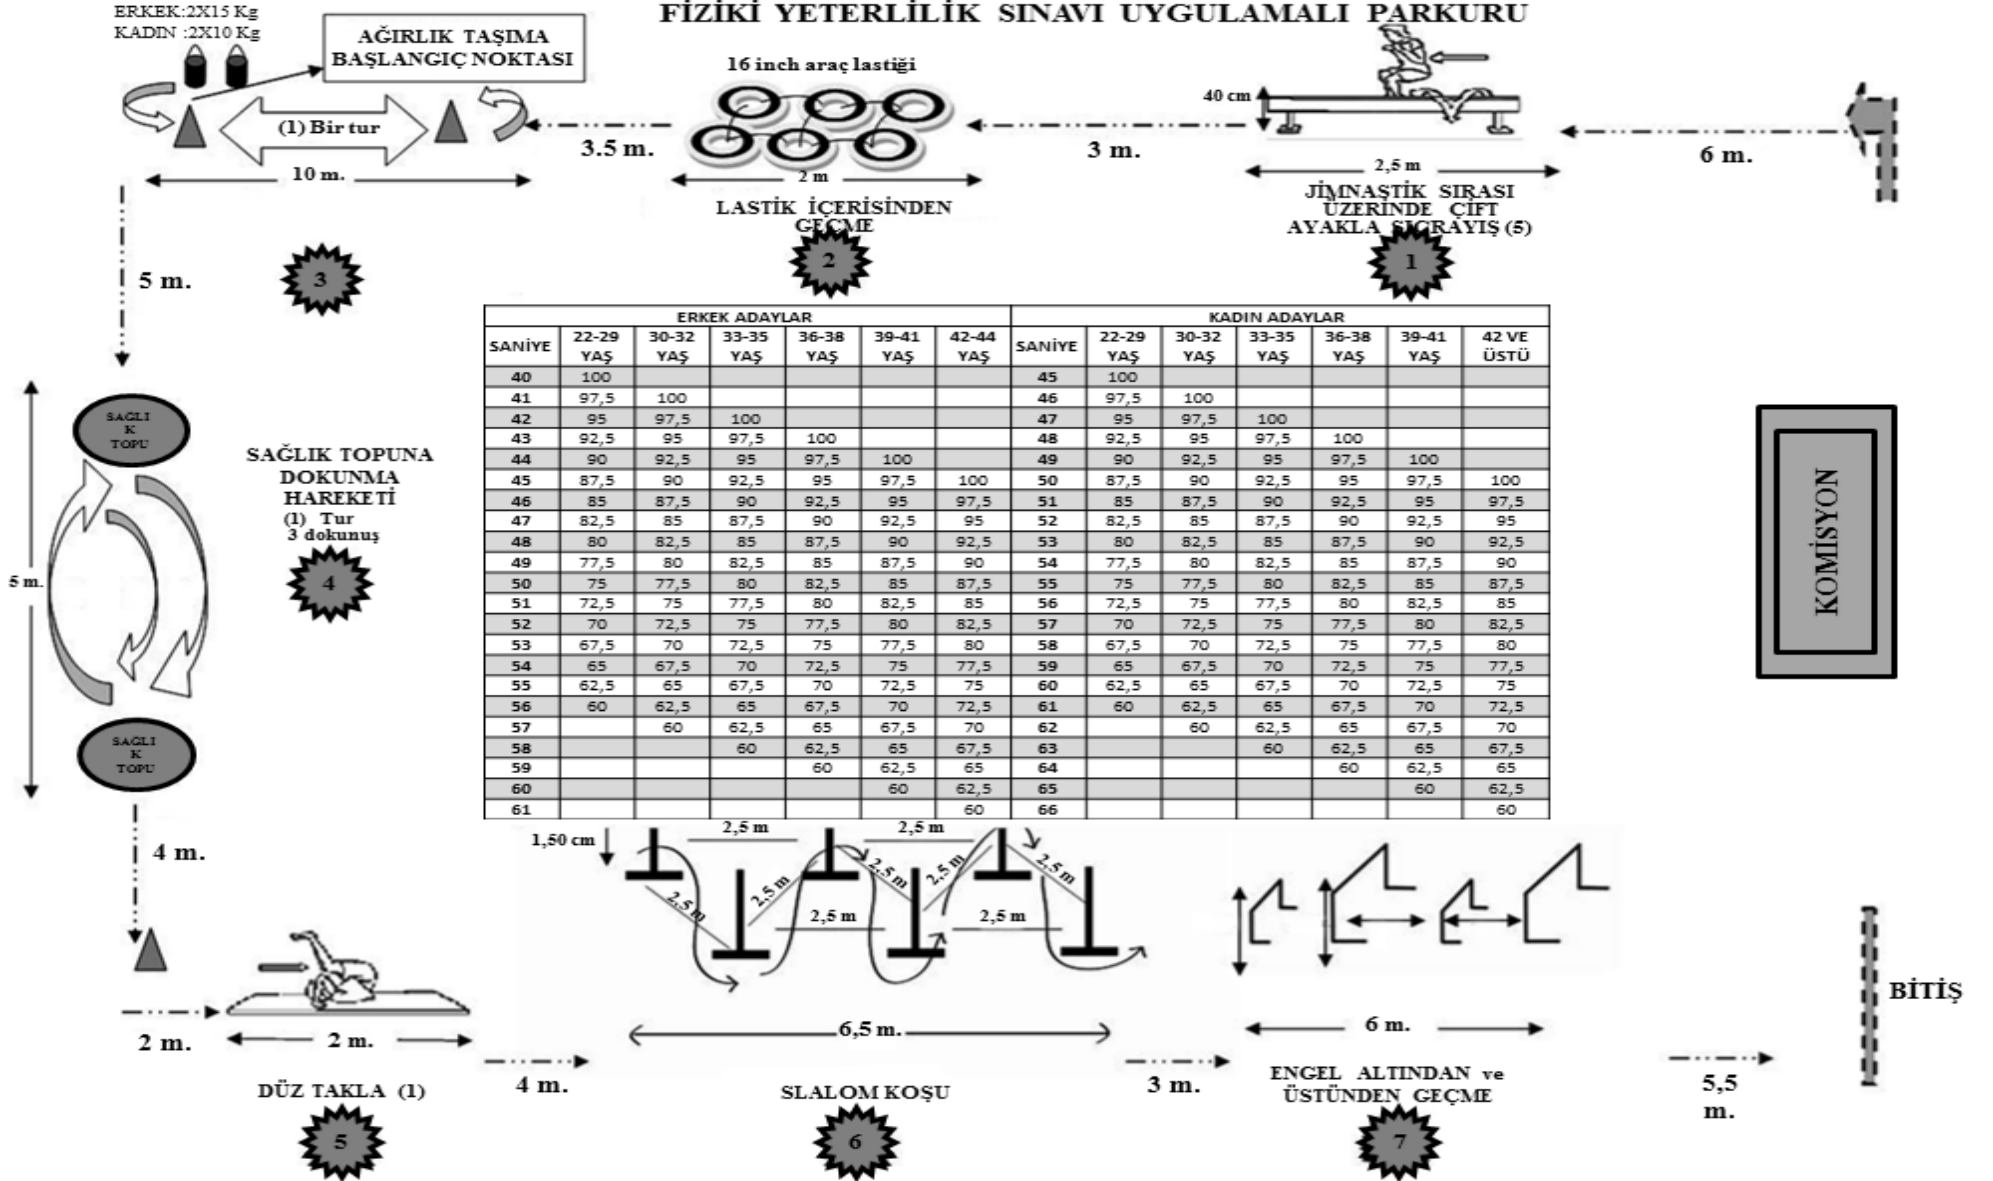 FİZİKİ YETERLİLİK SINAVI UYGULAMALI PARKURU
ERKEK:2X15 Kg
KADIN :2X10 Kg
AĞIRLIK TAŞIMA
BAŞLANGIÇ NOKTASI
(1) Bir tur
10 m.
3.5 m.
16 inch araç lastiği
2 m
LASTİK İÇERİSİNDEN
GEÇME
2
3 m.
40 cm
2,5 m
JİMNASTİK SIRASI
ÜZERİNDE ÇİFT
AYAKLA SIÇRAYIŞ (5)
1
6 m.
5 m.
3
ERKEK ADAYLAR KADIN ADAYLAR
SANİYE 22-29 YAŞ 30-32 YAŞ 33-35 YAŞ 36-38 YAŞ 39-41 YAŞ 42-44 YAŞ SANİYE 22-29 YAŞ 30-32 YAŞ 33-35 YAŞ 36-38 YAŞ 39-41 YAŞ 42 VE ÜSTÜ
40 100 45 100
41 97,5 100 46 97,5 100
42 95 97,5 100 47 95 97,5 100
43 92,5 95 97,5 100 48 92,5 95 97,5 100
44 90 92,5 95 97,5 100 49 90 92,5 95 97,5 100
45 87,5 90 92,5 95 97,5 100 50 87,5 90 92,5 95 97,5 100
46 85 87,5 90 92,5 95 97,5 51 85 87,5 90 92,5 95 97,5
47 82,5 85 87,5 90 92,5 95 52 82,5 85 87,5 90 92,5 95
48 80 82,5 85 87,5 90 92,5 53 80 82,5 85 87,5 90 92,5
49 77,5 80 82,5 85 87,5 90 54 77,5 80 82,5 85 87,5 90
50 75 77,5 80 82,5 85 87,5 55 75 77,5 80 82,5 85 87,5
51 72,5 75 77,5 80 82,5 85 56 72,5 75 77,5 80 82,5 85
52 70 72,5 75 77,5 80 82,5 57 70 72,5 75 77,5 80 82,5
53 67,5 70 72,5 75 77,5 80 58 67,5 70 72,5 75 77,5 80
54 65 67,5 70 72,5 75 77,5 59 65 67,5 70 72,5 75 77,5
55 62,5 65 67,5 70 72,5 75 60 62,5 65 67,5 70 72,5 75
56 60 62,5 65 67,5 70 72,5 61 60 62,5 65 67,5 70 72,5
57 60 62,5 65 67,5 70 62 60 62,5 65 67,5 70
58 60 62,5 65 67,5 63 60 62,5 65 67,5
59 60 62,5 65 64 60 62,5 65
60 60 62,5 65 60 62,5
61 60 66 60
SAĞLI
K
TOPU
SAĞLIK TOPUNA
DOKUNMA
HAREKETİ
(1) Tur
3 dokunuş
4
5 m.
SAĞLI
K
TOPU
KOMİSYON
4 m.
2 m.
2 m.
DÜZ TAKLA (1)
5
4 m.
1,50 cm
2,5 m
2,5 m
2,5 m
2,5 m
2,5 m
2,5 m
2,5 m
2,5 m
2,5 m
6,5 m.
SLALOM KOŞU
6
3 m.
6 m.
ENGEL ALTINDAN ve
ÜSTÜNDEN GEÇME
7
5,5
m.
BİTİŞ